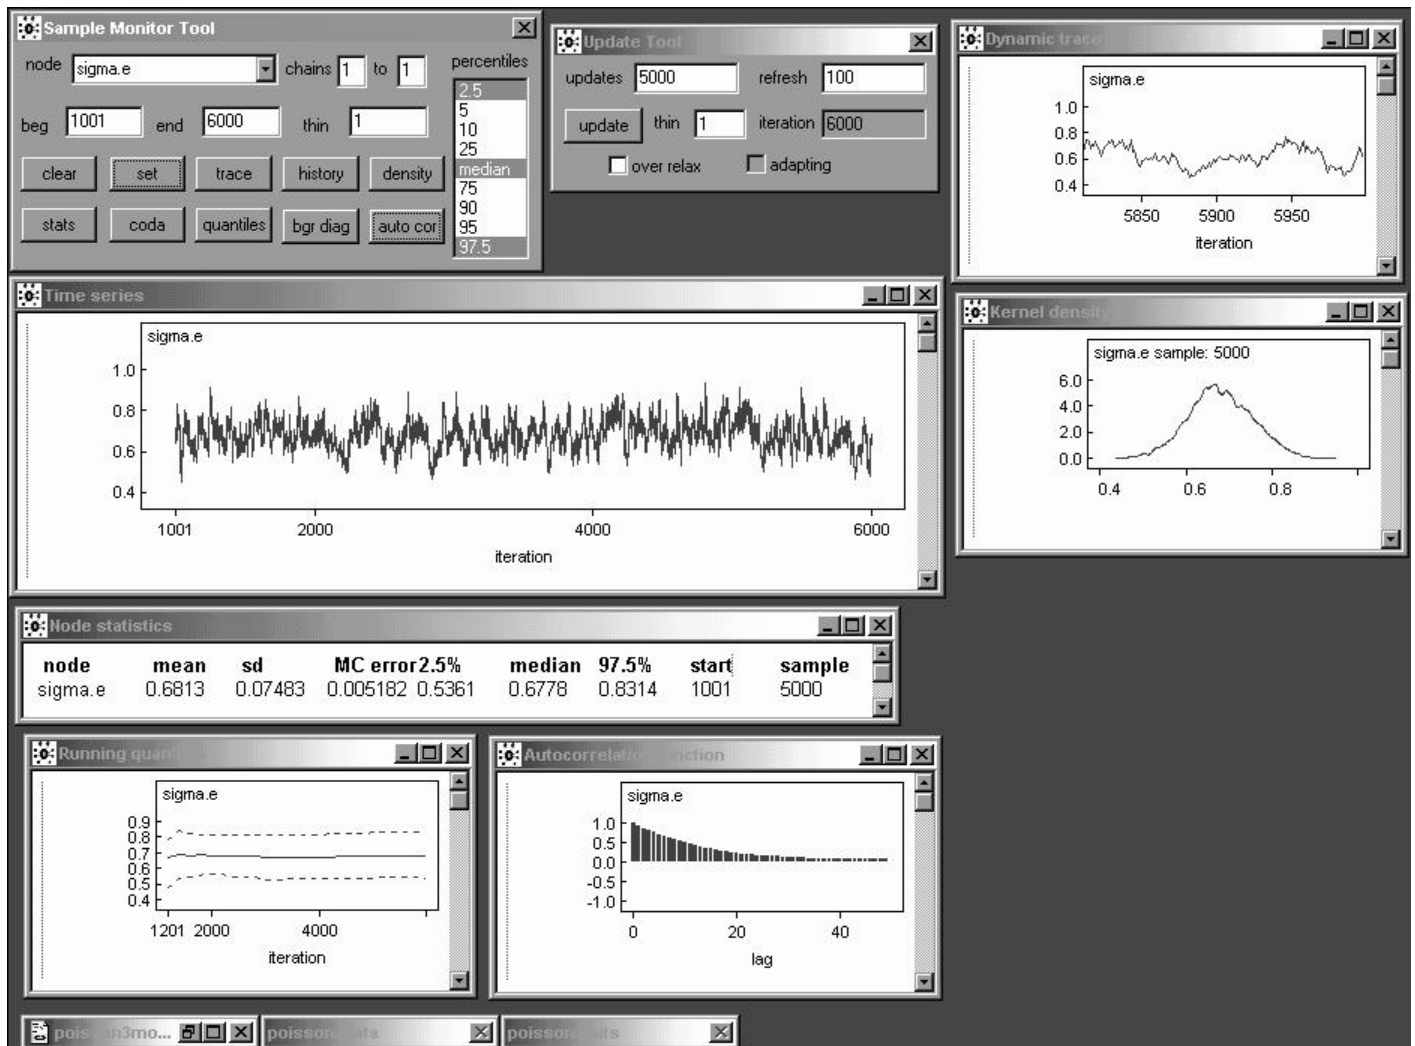 Sample Monitor Tool
node sigma.e chains 1 to 1 percentiles
beg 1001 end 6000 thin 1
2.5
5
10
25
median
75
90
95
97.5
clear set trace history density
stats coda quantiles bgr diag auto cor
Update Tool
updates 5000 refresh 100
update thin 1 iteration 6000
over relax adapting
Dynamic trace
sigma.e
1.0
0.8
0.6
0.4
5850 5900 5950
iteration
Time series
sigma.e
1.0
0.8
0.6
0.4
1001 2000 4000 6000
iteration
Kernel density
sigma.e sample: 5000
6.0
4.0
2.0
0.0
0.4 0.6 0.8
Node statistics
node mean sd MC error 2.5% median 97.5% start sample
sigma.e 0.6813 0.07483 0.005182 0.5361 0.6778 0.8314 1001 5000
Running
sigma.e
0.9
0.8
0.7
0.6
0.5
0.4
1201 2000 4000
iteration
Autocorrelation function
sigma.e
1.0
0.5
0.0
-0.5
-1.0
0 20 40
lag